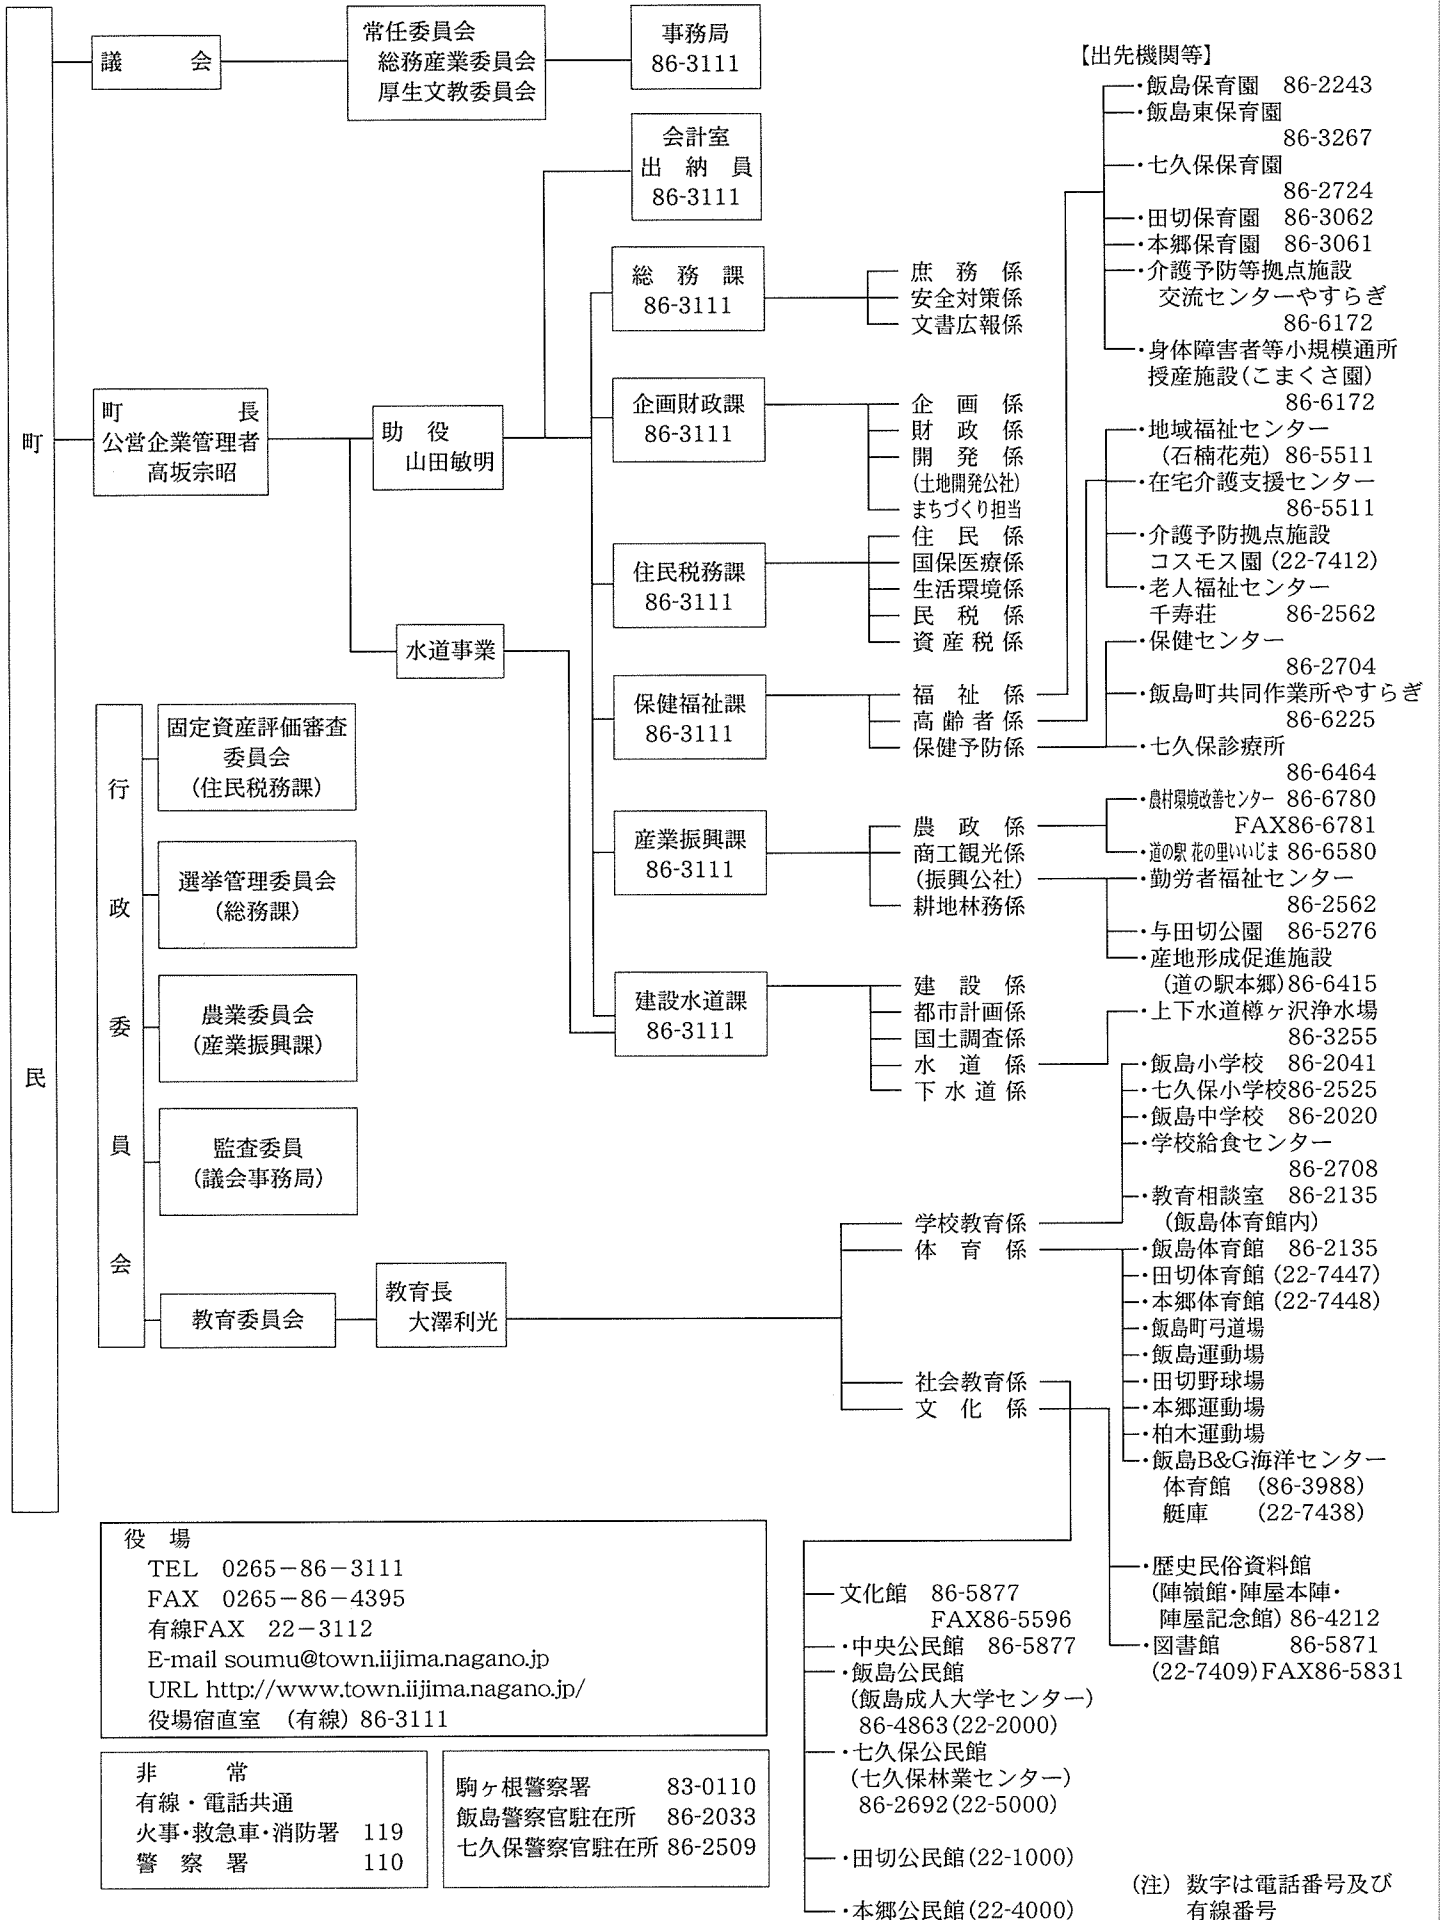 町民
議会
常任委員会
総務産業委員会
厚生文教委員会
事務局
86-3111
町長
公営企業管理者
高坂宗昭
助役
山田敏明
水道事業
会計室
出納員
86-3111
総務課
86-3111
庶務係
安全対策係
文書広報係
企画財政課
86-3111
企画係
財政係
開発係
(土地開発公社)
まちづくり担当
住民税務課
86-3111
住民係
国保医療係
生活環境係
民税係
資産税係
保健福祉課
86-3111
福祉係
高齢者係
保健予防係
産業振興課
86-3111
農政係
商工観光係
(振興公社)
耕地林務係
建設水道課
86-3111
建設係
都市計画係
国土調査係
水道係
下水道係
【出先機関等】
・飯島保育園 86-2243
・飯島東保育園
86-3267
・七久保保育園
86-2724
・田切保育園 86-3062
・本郷保育園 86-3061
・介護予防等拠点施設
交流センターやすらぎ
86-6172
・身体障害者等小規模通所
授産施設(こまくさ園)
86-6172
・地域福祉センター
(石楠花苑) 86-5511
・在宅介護支援センター
86-5511
・介護予防拠点施設
コスモス園 (22-7412)
・老人福祉センター
千寿荘 86-2562
・保健センター
86-2704
・飯島町共同作業所やすらぎ
86-6225
・七久保診療所
86-6464
・農村環境改善センター 86-6780
FAX86-6781
・道の駅 花の里いいじま 86-6580
・勤労者福祉センター
86-2562
・与田切公園 86-5276
・産地形成促進施設
(道の駅本郷)86-6415
・上下水道樽ヶ沢浄水場
86-3255
・飯島小学校 86-2041
・七久保小学校86-2525
・飯島中学校 86-2020
・学校給食センター
86-2708
・教育相談室 86-2135
(飯島体育館内)
・飯島体育館 86-2135
・田切体育館 (22-7447)
・本郷体育館 (22-7448)
・飯島町弓道場
・飯島運動場
・田切野球場
・本郷運動場
・柏木運動場
・飯島B&G海洋センター
体育館 (86-3988)
艇庫 (22-7438)
・歴史民俗資料館
(陣嶺館・陣屋本陣・
陣屋記念館) 86-4212
・図書館 86-5871
(22-7409)FAX86-5831
行政委員会
固定資産評価審査
委員会
(住民税務課)
選挙管理委員会
(総務課)
農業委員会
(産業振興課)
監査委員
(議会事務局)
教育委員会
教育長
大澤利光
学校教育係
体育係
社会教育係
文化係
文化館 86-5877
FAX86-5596
・中央公民館 86-5877
・飯島公民館
(飯島成人大学センター)
86-4863(22-2000)
・七久保公民館
(七久保林業センター)
86-2692(22-5000)
・田切公民館(22-1000)
・本郷公民館(22-4000)
役場
TEL 0265-86-3111
FAX 0265-86-4395
有線FAX 22-3112
E-mail soumu@town.iijima.nagano.jp
URL http://www.town.iijima.nagano.jp/
役場宿直室 (有線) 86-3111
非常
有線・電話共通
火事・救急車・消防署 119
警察署 110
駒ヶ根警察署 83-0110
飯島警察官駐在所 86-2033
七久保警察官駐在所 86-2509
(注) 数字は電話番号及び
有線番号